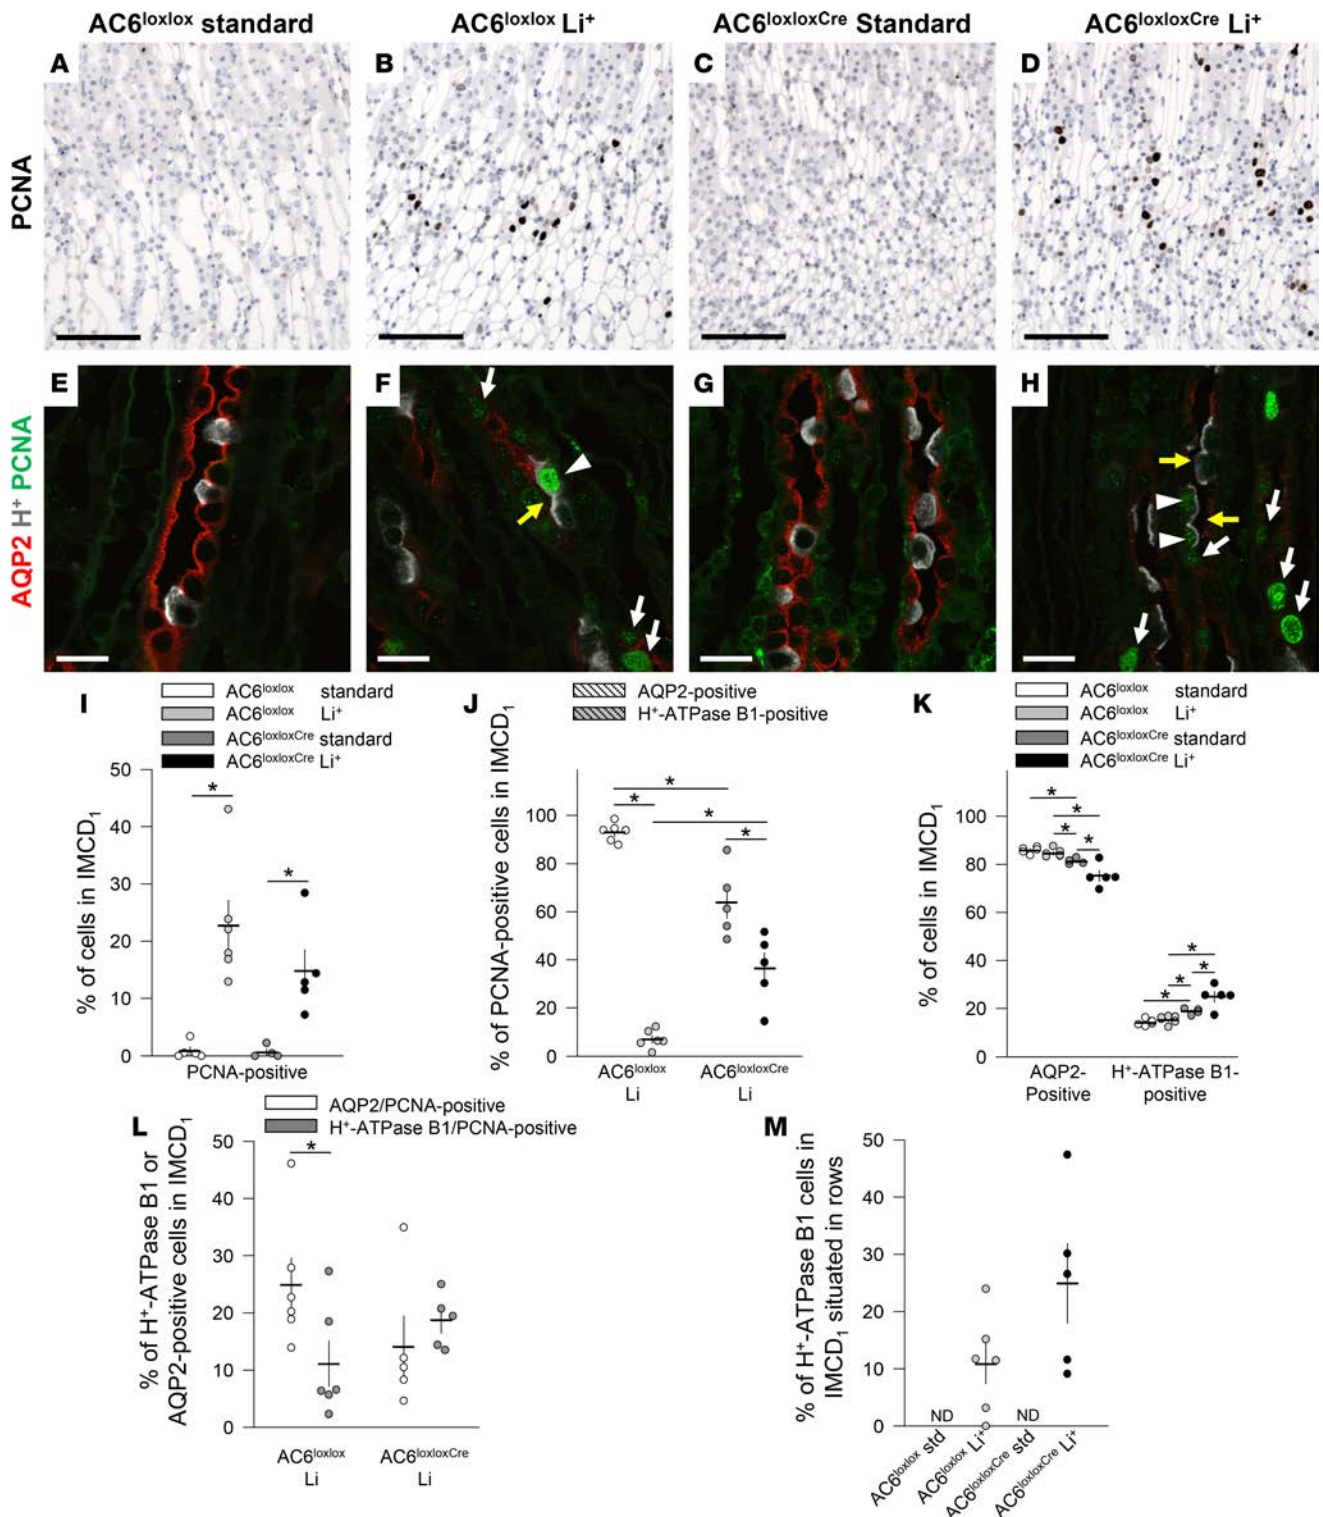 AC6loxlox standard
AC6loxlox Li+
AC6loxloxCre Standard
AC6loxloxCre Li+
PCNA
A
B
C
D
AQP2 H+ PCNA
E
F
G
H
I
AC6loxlox standard
AC6loxlox Li+
AC6loxloxCre standard
AC6loxloxCre Li+
% of cells in IMCD1
50
40
30
20
10
0
*
*
PCNA-positive
J
AQP2-positive
H+-ATPase B1-positive
% of PCNA-positive cells in IMCD1
100
80
60
40
20
0
*
*
*
*
AC6loxlox
Li
AC6loxloxCre
Li
K
AC6loxlox standard
AC6loxlox Li+
AC6loxloxCre standard
AC6loxloxCre Li+
% of cells in IMCD1
100
80
60
40
20
0
*
*
*
*
*
*
*
*
AQP2-
Positive
H+-ATPase B1-
positive
L
AQP2/PCNA-positive
H+-ATPase B1/PCNA-positive
% of H+-ATPase B1 or
AQP2-positive cells in IMCD1
50
40
30
20
10
0
*
AC6loxlox
Li
AC6loxloxCre
Li
M
% of H+-ATPase B1 cells in
IMCD1 situated in rows
50
40
30
20
10
0
ND
ND
AC6loxlox std
AC6loxlox Li+
AC6loxloxCre std
AC6loxloxCre Li+